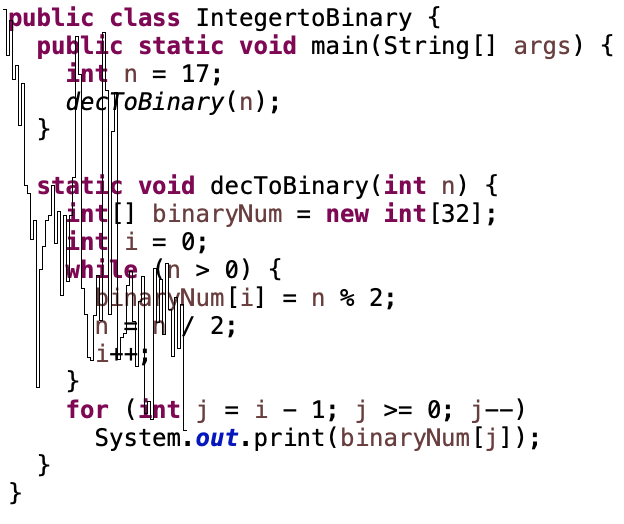 public class IntegertoBinary {
  public static void main(String[] args) {
    int n = 17;
    decToBinary(n);
  }

  static void decToBinary(int n) {
    int[] binaryNum = new int[32];
    int i = 0;
    while (n > 0) {
      binaryNum[i] = n % 2;
      n = n / 2;
      i++;
    }
    for (int j = i - 1; j >= 0; j--)
      System.out.print(binaryNum[j]);
  }
}